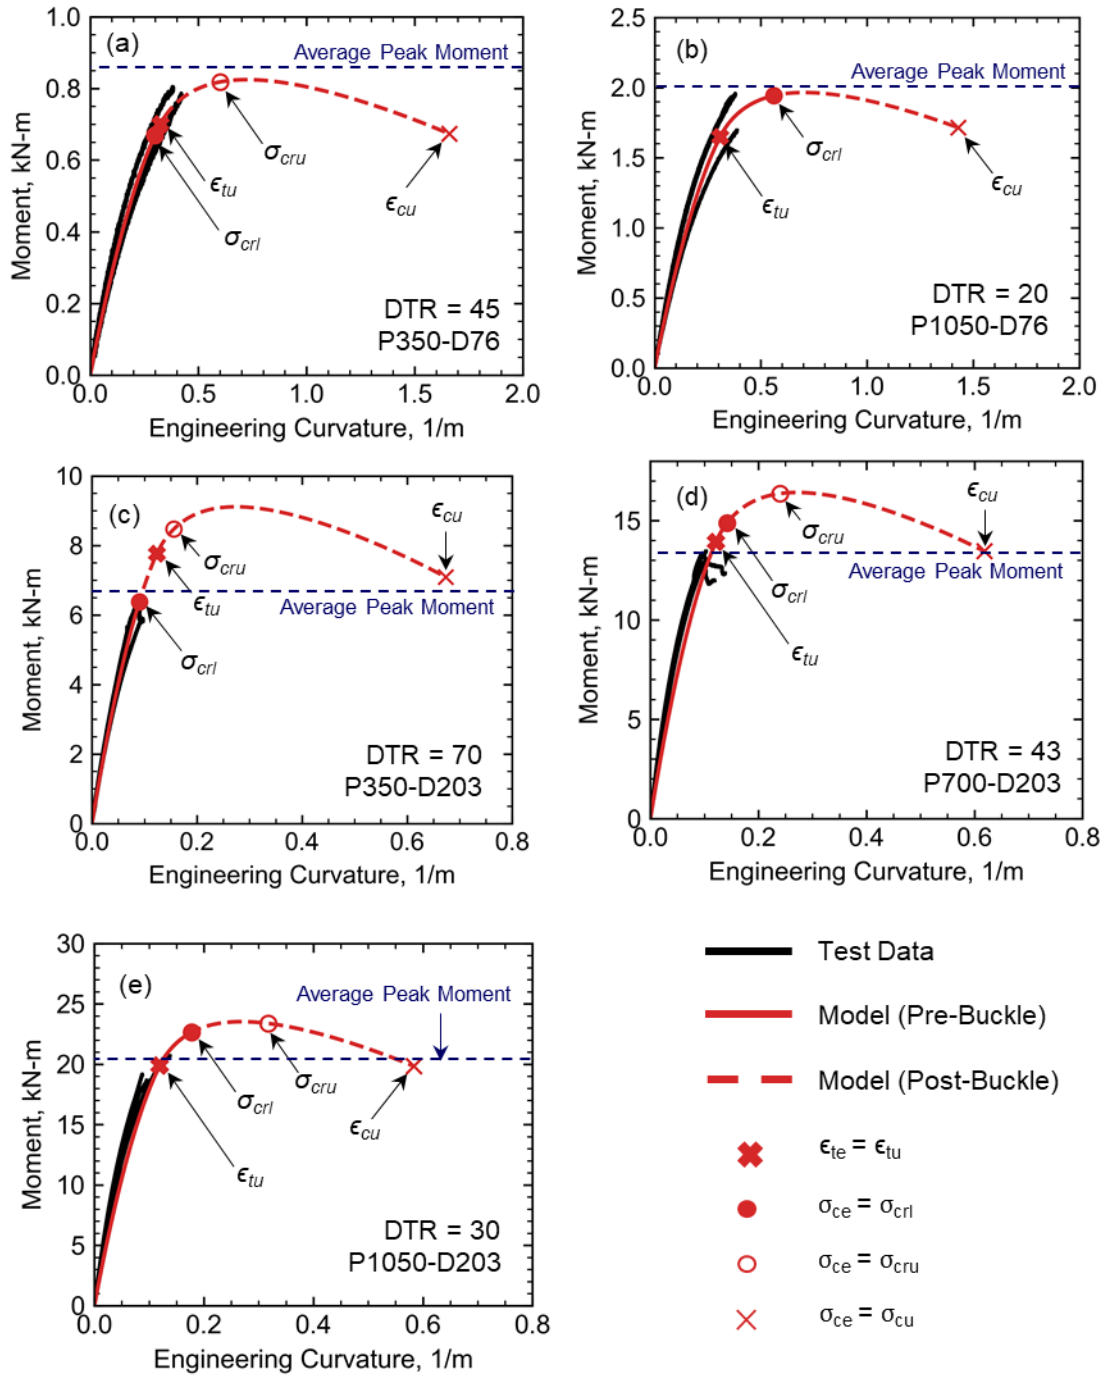 (a)
Average Peak Moment
σcru
ϵtu
σcrl
ϵcu
DTR = 45
P350-D76
Moment, kN-m
1.0
0.8
0.6
0.4
0.2
0.0
0.0 0.5 1.0 1.5 2.0
Engineering Curvature, 1/m
(b)
Average Peak Moment
σcrl
ϵtu
ϵcu
DTR = 20
P1050-D76
Moment, kN-m
2.5
2.0
1.5
1.0
0.5
0.0
0.0 0.5 1.0 1.5 2.0
Engineering Curvature, 1/m
(c)
ϵcu
σcru
ϵtu
Average Peak Moment
σcrl
DTR = 70
P350-D203
Moment, kN-m
10
8
6
4
2
0
0.0 0.2 0.4 0.6 0.8
Engineering Curvature, 1/m
(d)
ϵcu
σcru
Average Peak Moment
σcrl
ϵtu
DTR = 43
P700-D203
Moment, kN-m
15
10
5
0
0.0 0.2 0.4 0.6 0.8
Engineering Curvature, 1/m
(e)
Average Peak Moment
σcrl
σcru
ϵcu
ϵtu
DTR = 30
P1050-D203
Moment, kN-m
30
25
20
15
10
5
0
0.0 0.2 0.4 0.6 0.8
Engineering Curvature, 1/m
Test Data
Model (Pre-Buckle)
Model (Post-Buckle)
ϵte = ϵtu
σce = σcrl
σce = σcru
σce = σcu